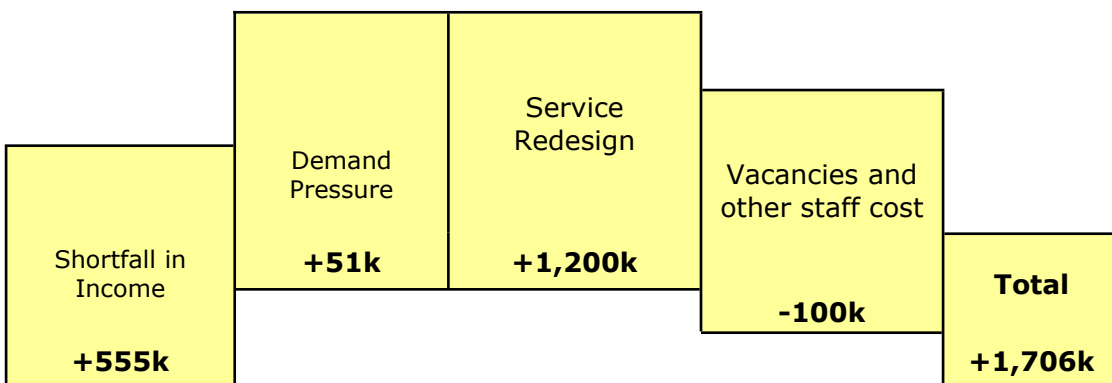 Shortfall in
Income
+555k
Demand
Pressure
+51k
Service
Redesign
+1,200k
Vacancies and
other staff cost
-100k
Total
+1,706k